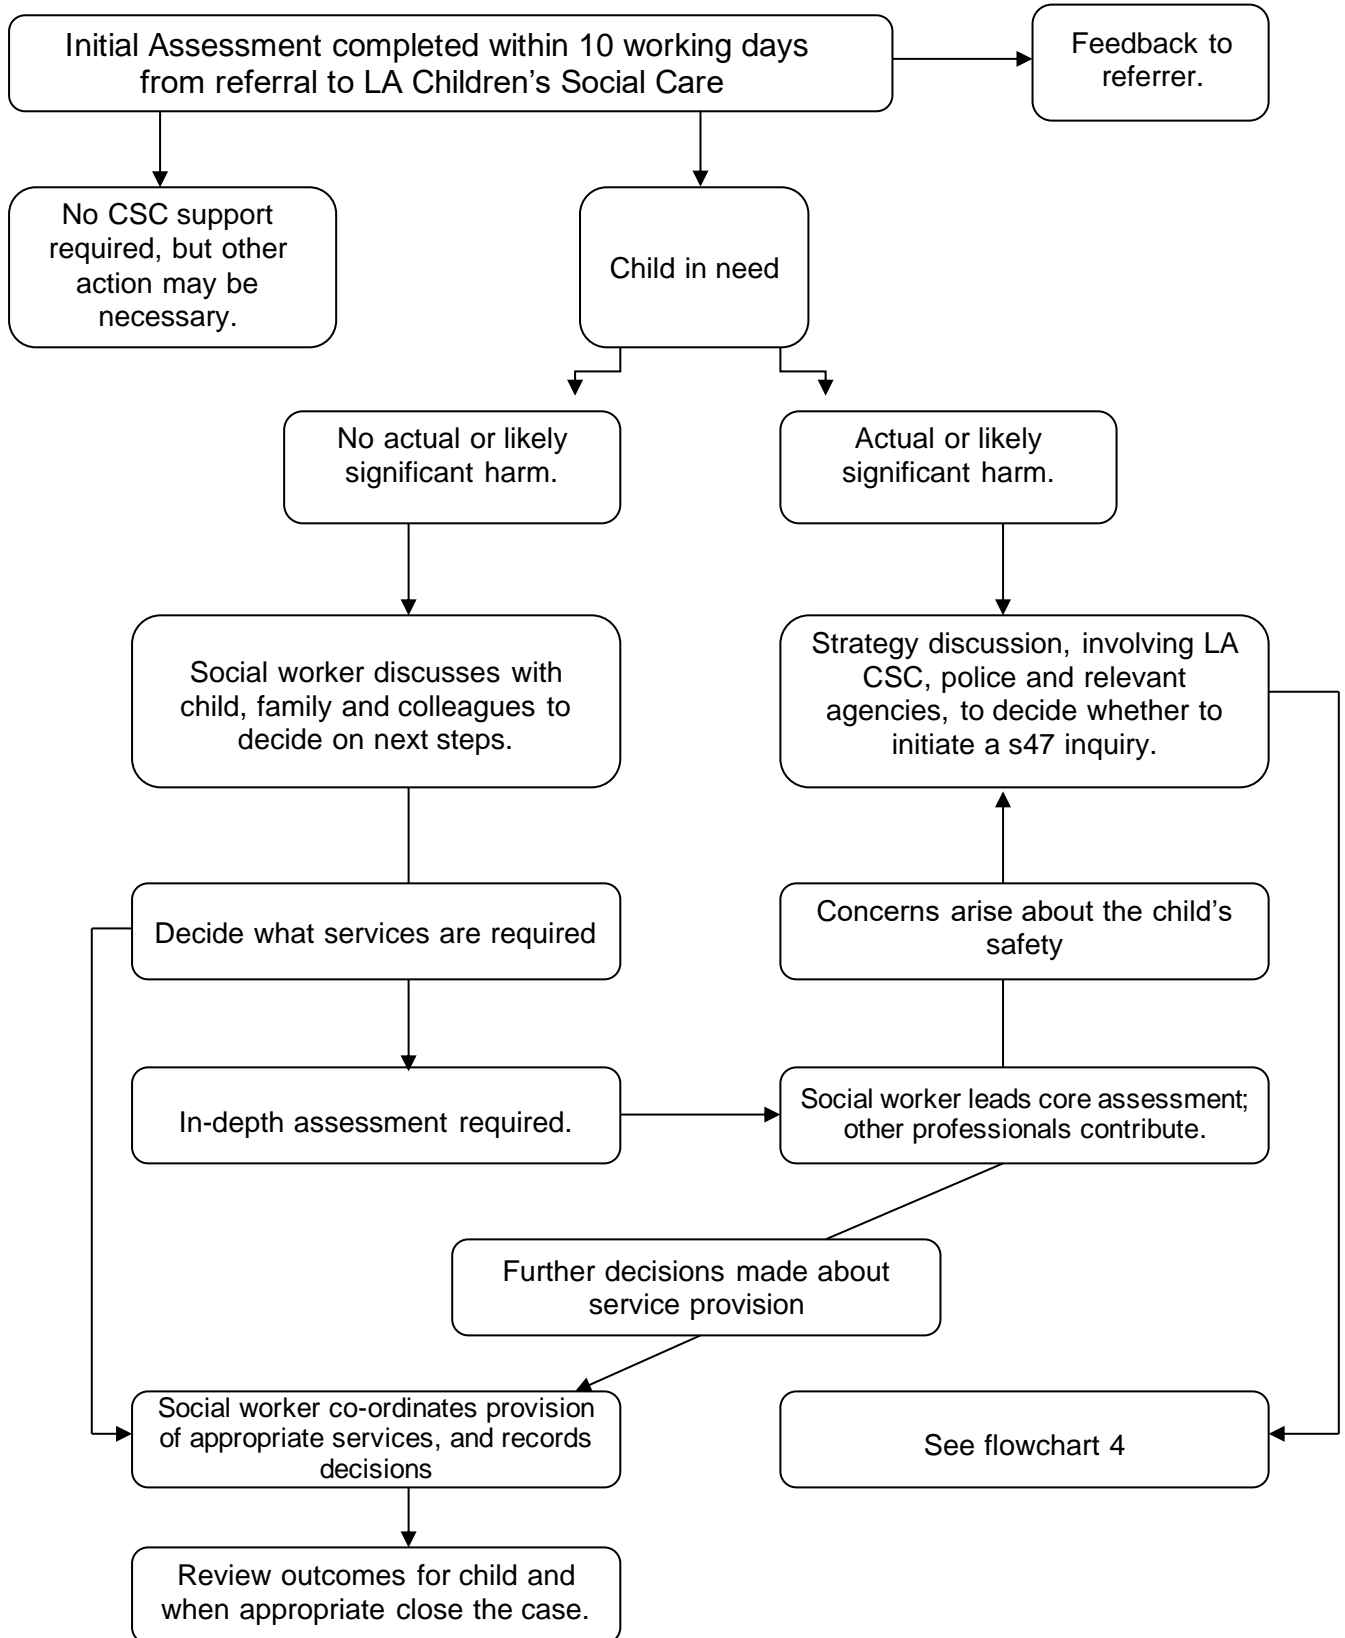 Initial Assessment completed within 10 working days
from referral to LA Children's Social Care
Feedback to
referrer.
No CSC support
required, but other
action may be
necessary.
Child in need
No actual or likely
significant harm.
Actual or likely
significant harm.
Social worker discusses with
child, family and colleagues to
decide on next steps.
Strategy discussion, involving LA
CSC, police and relevant
agencies, to decide whether to
initiate a s47 inquiry.
Decide what services are required
Concerns arise about the child's
safety
In-depth assessment required.
Social worker leads core assessment;
other professionals contribute.
Further decisions made about
service provision
Social worker co-ordinates provision
of appropriate services, and records
decisions
See flowchart 4
Review outcomes for child and
when appropriate close the case.